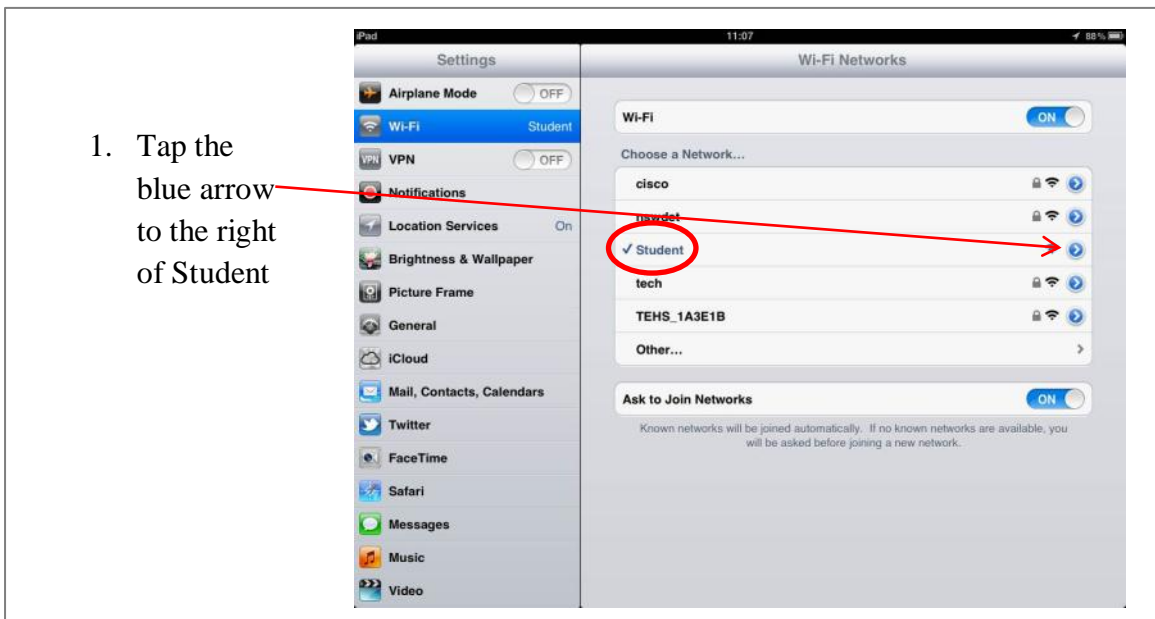 1. Tap the
blue arrow
to the right
of Student
iPad 11:07 88%
Settings
Airplane Mode OFF
Wi-Fi Student
VPN VPN OFF
Notifications
Location Services On
Brightness & Wallpaper
Picture Frame
General
iCloud
Mail, Contacts, Calendars
Twitter
FaceTime
Safari
Messages
Music
Video
Wi-Fi Networks
Wi-Fi ON
Choose a Network...
cisco
nswdet
✓ Student
tech
TEHS_1A3E1B
Other...
Ask to Join Networks ON
Known networks will be joined automatically. If no known networks are available, you
will be asked before joining a new network.